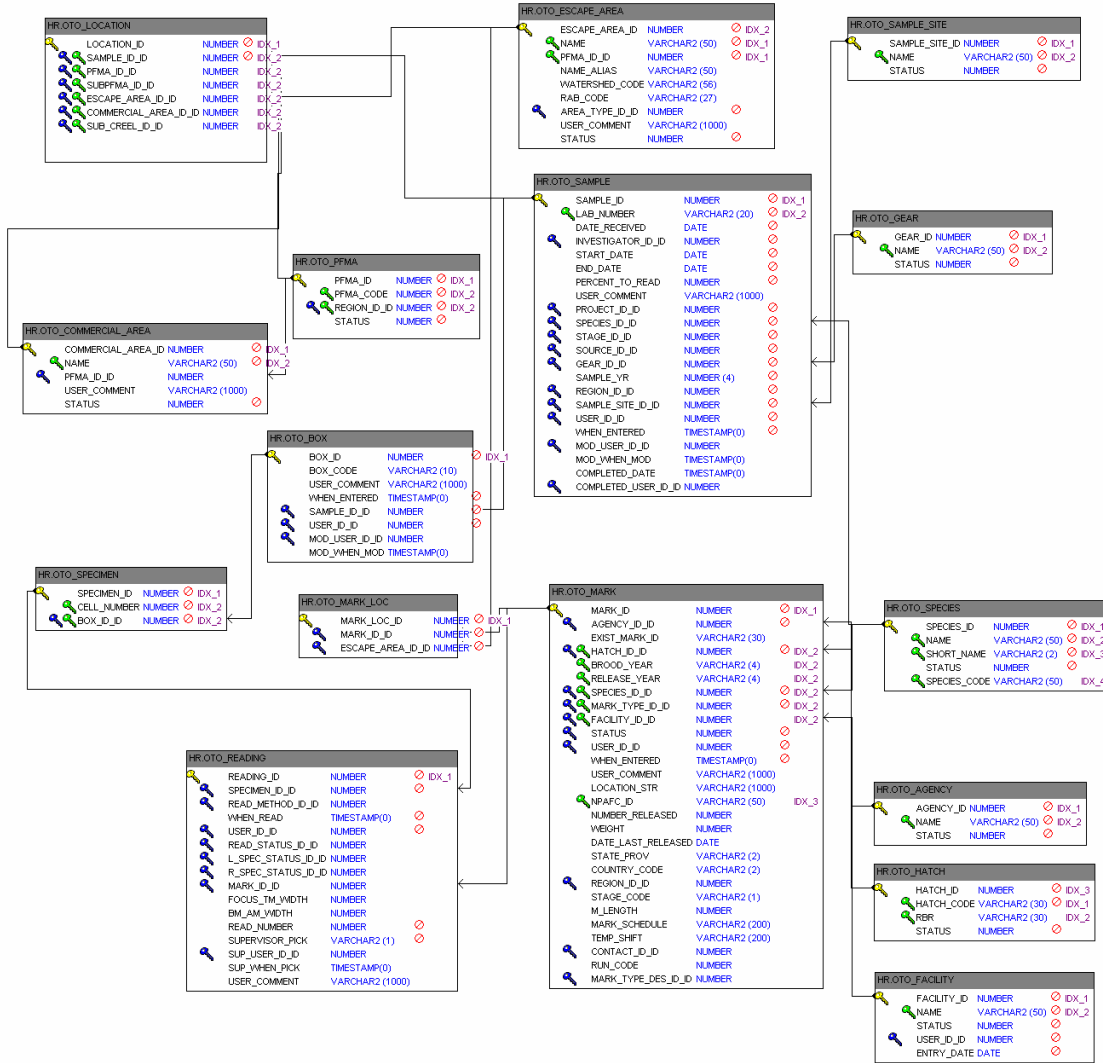 HR.OTO_LOCATION
LOCATION_ID NUMBER IDX_1
SAMPLE_ID_ID NUMBER IDX_2
PFMA_ID_ID NUMBER IDX_2
SUBPFMA_ID_ID NUMBER IDX_2
ESCAPE_AREA_ID_ID NUMBER IDX_2
COMMERCIAL_AREA_ID_ID NUMBER IDX_2
SUB_CREEL_ID_ID NUMBER IDX_2
HR.OTO_ESCAPE_AREA
ESCAPE_AREA_ID NUMBER IDX_2
NAME VARCHAR2 (50) IDX_1
PFMA_ID_ID NUMBER IDX_1
NAME_ALIAS VARCHAR2 (50)
WATERSHED_CODE VARCHAR2 (56)
RAB_CODE VARCHAR2 (27)
AREA_TYPE_ID_ID NUMBER
USER_COMMENT VARCHAR2 (1000)
STATUS NUMBER
HR.OTO_SAMPLE_SITE
SAMPLE_SITE_ID NUMBER IDX_1
NAME VARCHAR2 (50) IDX_2
STATUS NUMBER
HR.OTO_SAMPLE
SAMPLE_ID NUMBER IDX_1
LAB_NUMBER VARCHAR2 (20) IDX_2
DATE_RECEIVED DATE
INVESTIGATOR_ID_ID NUMBER
START_DATE DATE
END_DATE DATE
PERCENT_TO_READ NUMBER
USER_COMMENT VARCHAR2 (1000)
PROJECT_ID_ID NUMBER
SPECIES_ID_ID NUMBER
STAGE_ID_ID NUMBER
SOURCE_ID_ID NUMBER
GEAR_ID_ID NUMBER
SAMPLE_YR NUMBER (4)
REGION_ID_ID NUMBER
SAMPLE_SITE_ID_ID NUMBER
USER_ID_ID NUMBER
WHEN_ENTERED TIMESTAMP(0)
MOD_USER_ID_ID NUMBER
MOD_WHEN_MOD TIMESTAMP(0)
COMPLETED_DATE TIMESTAMP(0)
COMPLETED_USER_ID_ID NUMBER
HR.OTO_GEAR
GEAR_ID NUMBER IDX_1
NAME VARCHAR2 (50) IDX_2
STATUS NUMBER
HR.OTO_PFMA
PFMA_ID NUMBER IDX_1
PFMA_CODE NUMBER IDX_2
REGION_ID_ID NUMBER IDX_2
STATUS NUMBER
HR.OTO_COMMERCIAL_AREA
COMMERCIAL_AREA_ID NUMBER IDX_1
NAME VARCHAR2 (50) IDX_2
PFMA_ID_ID NUMBER
USER_COMMENT VARCHAR2 (1000)
STATUS NUMBER
HR.OTO_BOX
BOX_ID NUMBER IDX_1
BOX_CODE VARCHAR2 (10)
USER_COMMENT VARCHAR2 (1000)
WHEN_ENTERED TIMESTAMP(0)
SAMPLE_ID_ID NUMBER
USER_ID_ID NUMBER
MOD_USER_ID_ID NUMBER
MOD_WHEN_MOD TIMESTAMP(0)
HR.OTO_SPECIMEN
SPECIMEN_ID NUMBER IDX_1
CELL_NUMBER NUMBER IDX_2
BOX_ID_ID NUMBER IDX_2
HR.OTO_MARK_LOC
MARK_LOC_ID NUMBER IDX_1
MARK_ID_ID NUMBER
ESCAPE_AREA_ID_ID NUMBER
HR.OTO_MARK
MARK_ID NUMBER IDX_1
AGENCY_ID_ID NUMBER
EXIST_MARK_ID VARCHAR2 (30)
HATCH_ID_ID NUMBER IDX_2
BROOD_YEAR VARCHAR2 (4) IDX_2
RELEASE_YEAR VARCHAR2 (4) IDX_2
SPECIES_ID_ID NUMBER IDX_2
MARK_TYPE_ID_ID NUMBER IDX_2
FACILITY_ID_ID NUMBER IDX_2
STATUS NUMBER
USER_ID_ID NUMBER
WHEN_ENTERED TIMESTAMP(0)
USER_COMMENT VARCHAR2 (1000)
LOCATION_STR VARCHAR2 (1000)
NPAFC_ID VARCHAR2 (50) IDX_3
NUMBER_RELEASED NUMBER
WEIGHT NUMBER
DATE_LAST_RELEASED DATE
STATE_PROV VARCHAR2 (2)
COUNTRY_CODE VARCHAR2 (2)
REGION_ID_ID NUMBER
STAGE_CODE VARCHAR2 (1)
M_LENGTH NUMBER
MARK_SCHEDULE VARCHAR2 (200)
TEMP_SHIFT VARCHAR2 (200)
CONTACT_ID_ID NUMBER
RUN_CODE NUMBER
MARK_TYPE_DES_ID_ID NUMBER
HR.OTO_SPECIES
SPECIES_ID NUMBER IDX_1
NAME VARCHAR2 (50) IDX_2
SHORT_NAME VARCHAR2 (2) IDX_3
STATUS NUMBER
SPECIES_CODE VARCHAR2 (50) IDX_4
HR.OTO_READING
READING_ID NUMBER IDX_1
SPECIMEN_ID_ID NUMBER
READ_METHOD_ID_ID NUMBER
WHEN_READ TIMESTAMP(0)
USER_ID_ID NUMBER
READ_STATUS_ID_ID NUMBER
L_SPEC_STATUS_ID_ID NUMBER
R_SPEC_STATUS_ID_ID NUMBER
MARK_ID_ID NUMBER
FOCUS_TM_WIDTH NUMBER
BM_AM_WIDTH NUMBER
READ_NUMBER NUMBER
SUPERVISOR_PICK VARCHAR2 (1)
SUP_USER_ID_ID NUMBER
SUP_WHEN_PICK TIMESTAMP(0)
USER_COMMENT VARCHAR2 (1000)
HR.OTO_AGENCY
AGENCY_ID NUMBER IDX_1
NAME VARCHAR2 (50) IDX_2
STATUS NUMBER
HR.OTO_HATCH
HATCH_ID NUMBER IDX_3
HATCH_CODE VARCHAR2 (30) IDX_1
RBR VARCHAR2 (30) IDX_2
STATUS NUMBER
HR.OTO_FACILITY
FACILITY_ID NUMBER IDX_1
NAME VARCHAR2 (50) IDX_2
STATUS NUMBER
USER_ID_ID NUMBER
ENTRY_DATE DATE